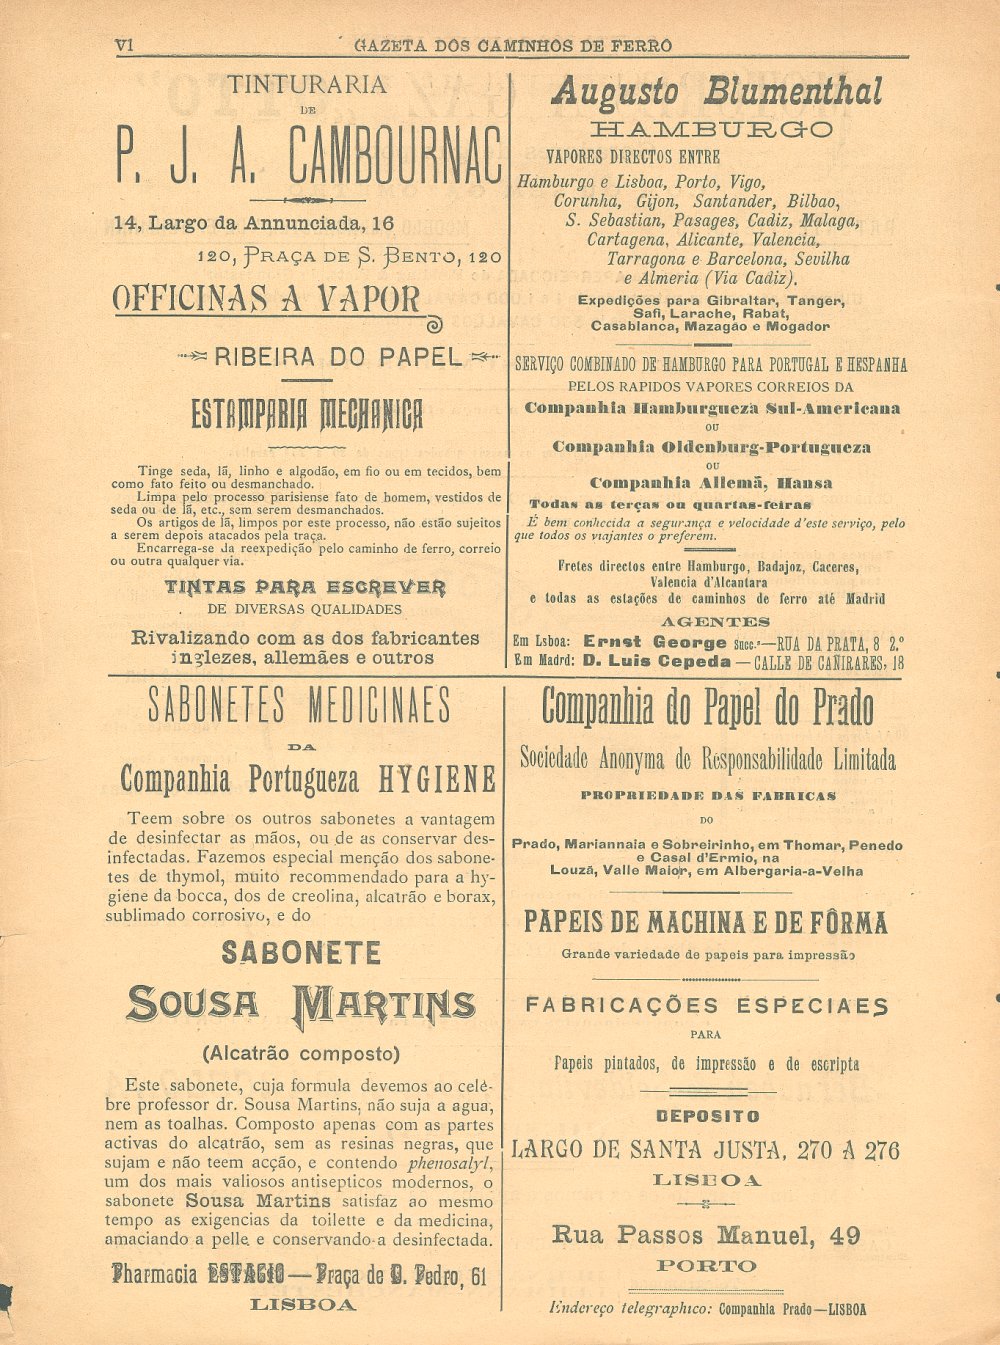 VI
GAZETA DOS CAMINHOS DE FERRO
TINTURARIA
DE
P. J. A. CAMBOURNAC
14, Largo da Annunciada, 16
120, PRAÇA DE S. BENTO, 120
OFFICINAS A VAPOR
RIBEIRA DO PAPEL
ESTAMPARIA MECHANICA
Tinge seda, lã, linho e algodão, em fio ou em tecidos, bem
como fato feito ou desmanchado.
Limpa pelo processo parisiense fato de homem, vestidos de
seda ou de lã, etc., sem serem desmanchados.
Os artigos de lã, limpos por este processo, não estão sujeitos
a serem depois atacados pela traça.
Encarrega-se da reexpedição pelo caminho de ferro, correio
ou outra qualquer via.
TINTAS PARA ESCREVER
DE DIVERSAS QUALIDADES
Rivalizando com as dos fabricantes
inglezes, allemães e outros
Augusto Blumenthal
HAMBURGO
VAPORES DIRECTOS ENTRE
Hamburgo e Lisboa, Porto, Vigo,
Corunha, Gijon, Santander, Bilbao,
S. Sebastian, Pasages, Cadiz, Malaga,
Cartagena, Alicante, Valencia,
Tarragona e Barcelona, Sevilha
e Almeria (Via Cadiz).
Expedições para Gibraltar, Tanger,
Safi, Larache, Rabat,
Casablanca, Mazagão e Mogador
SERVIÇO COMBINADO DE HAMBURGO PARA PORTUGAL E HESPANHA
PELOS RAPIDOS VAPORES CORREIOS DA
Companhia Hamburgueza Sul-Americana
OU
Companhia Oldenburg-Portugueza
OU
Companhia Allemã, Hansa
Todas as terças ou quartas-feiras
É bem conhecida a segurança e velocidade d'este serviço, pelo
que todos os viajantes o preferem.
Fretes directos entre Hamburgo, Badajoz, Caceres,
Valencia d'Alcantara
e todas as estações de caminhos de ferro até Madrid
AGENTES
Em Lsboa: Ernst George Succ.ᵉ—RUA DA PRATA, 8 2.º
Em Madrd: D. Luis Cepeda — CALLE DE CAÑIRARES, 18
SABONETES MEDICINAES
DA
Companhia Portugueza HYGIENE
Teem sobre os outros sabonetes a vantagem
de desinfectar as mãos, ou de as conservar des-
infectadas. Fazemos especial menção dos sabone-
tes de thymol, muito recommendado para a hy-
giene da bocca, dos de creolina, alcatrão e borax,
sublimado corrosivo, e do
SABONETE
SOUSA MARTINS
(Alcatrão composto)
Este sabonete, cuja formula devemos ao cele-
bre professor dr. Sousa Martins, não suja a agua,
nem as toalhas. Composto apenas com as partes
activas do alcatrão, sem as resinas negras, que
sujam e não teem acção, e contendo phenosalyl,
um dos mais valiosos antisepticos modernos, o
sabonete Sousa Martins satisfaz ao mesmo
tempo as exigencias da toilette e da medicina,
amaciando a pelle e conservando-a desinfectada.
Pharmacia ESTACIO — Praça de D. Pedro, 61
LISBOA
Companhia do Papel do Prado
Sociedade Anonyma de Responsabilidade Limitada
PROPRIEDADE DAS FABRICAS
DO
Prado, Mariannaia e Sobreirinho, em Thomar, Penedo
e Casal d'Ermio, na
Louzã, Valle Maior, em Albergaria-a-Velha
PAPEIS DE MACHINA E DE FÔRMA
Grande variedade de papeis para impressão
FABRICAÇÕES ESPECIAES
PARA
Papeis pintados, de impressão e de escripta
DEPOSITO
LARGO DE SANTA JUSTA, 270 A 276
LISBOA
Rua Passos Manuel, 49
PORTO
Endereço telegraphico: Companhia Prado—LISBOA